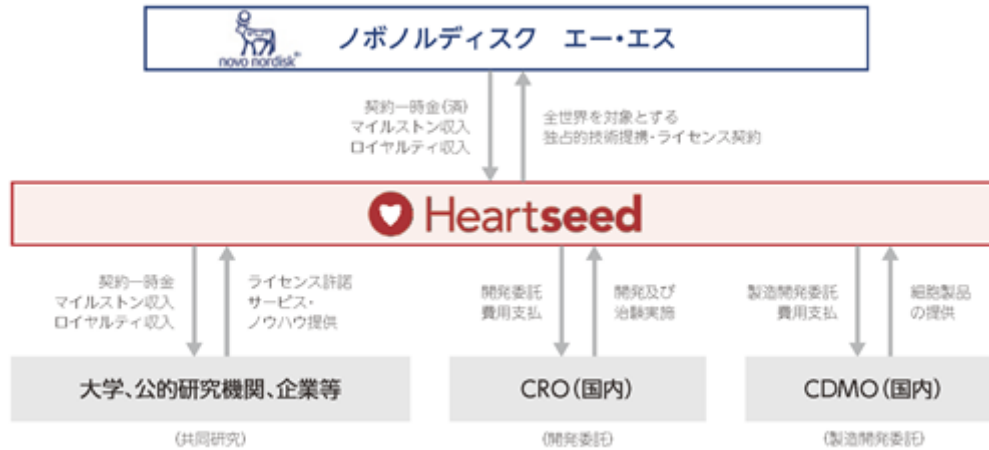 novo nordisk®
ノボノルディスク エー・エス
契約一時金(済)
マイルストン収入
ロイヤルティ収入
全世界を対象とする
独占的技術提携・ライセンス契約
Heartseed
契約一時金
マイルストン収入
ロイヤルティ収入
ライセンス許諾
サービス・
ノウハウ提供
開発委託
費用支払
開発及び
治験実施
製造開発委託
費用支払
細胞製品
の提供
大学、公的研究機関、企業等
CRO(国内)
CDMO(国内)
(共同研究)
(開発委託)
(製造開発委託)